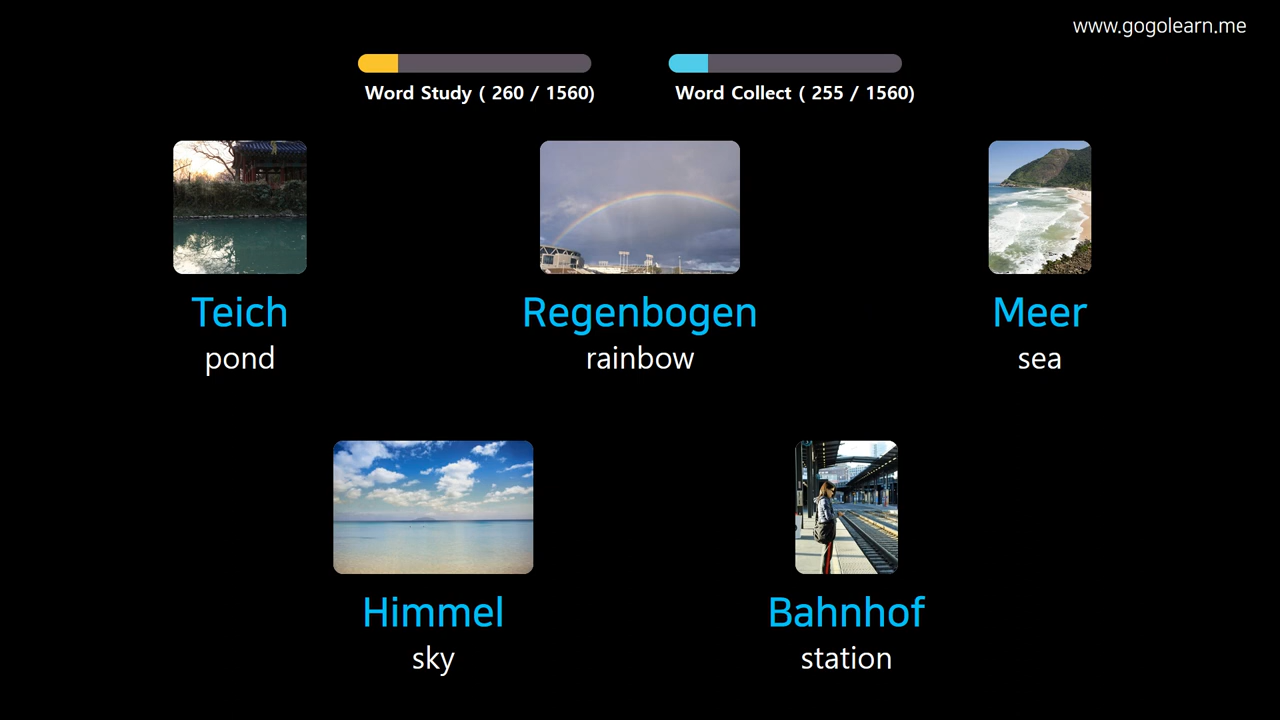 www.gogolearn.me
Word Study ( 260 / 1560)
Word Collect ( 255 / 1560)
Teich
pond
Regenbogen
rainbow
Meer
sea
Himmel
sky
Bahnhof
station